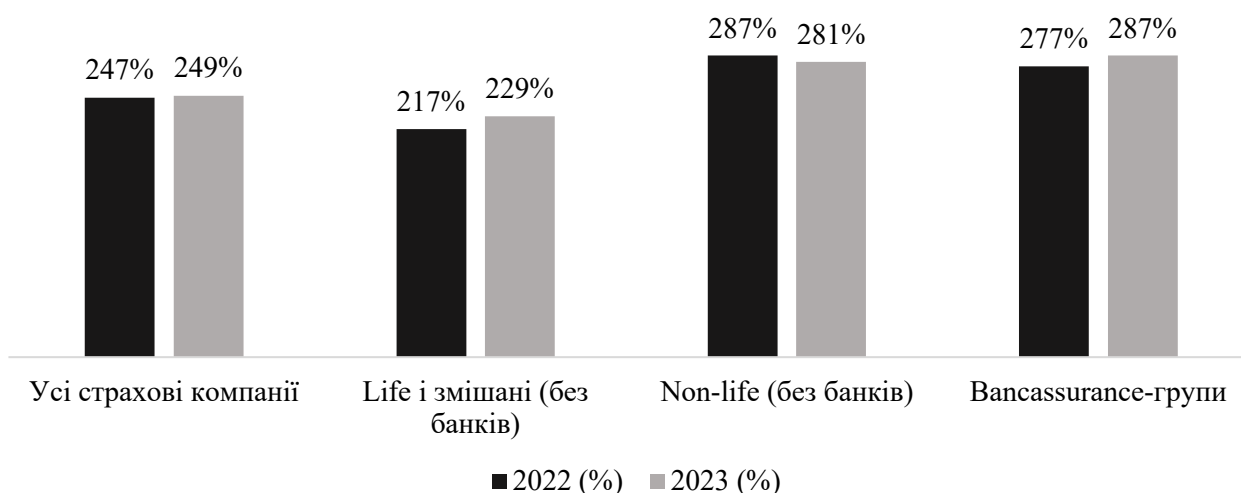 247% 249%
217% 229%
287% 281%
277% 287%
Усі страхові компанії
Life і змішані (без
банків)
Non-life (без банків)
Bancassurance-групи
2022 (%) 2023 (%)